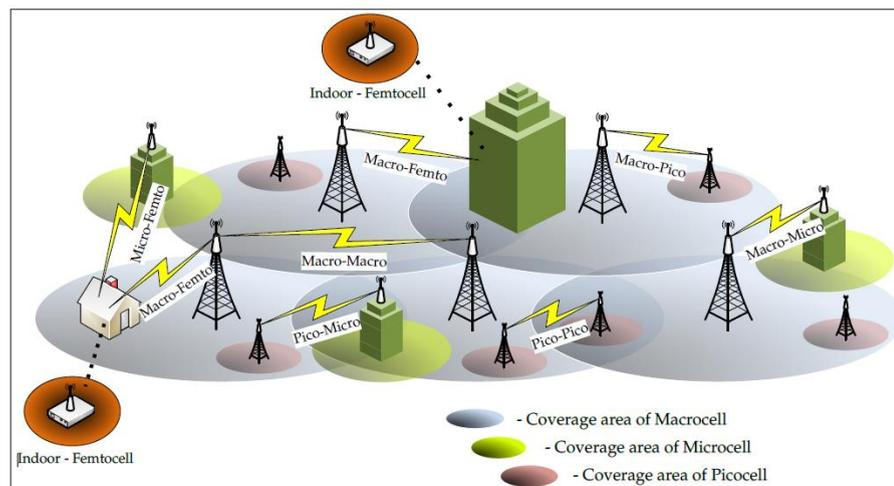 Indoor - Femtocell
Macro-Femto
Macro-Pico
Micro-Femto
Macro-Femto
Macro-Macro
Macro-Micro
Pico-Micro
Pico-Pico
Indoor - Femtocell
- Coverage area of Macrocell
- Coverage area of Microcell
- Coverage area of Picocell